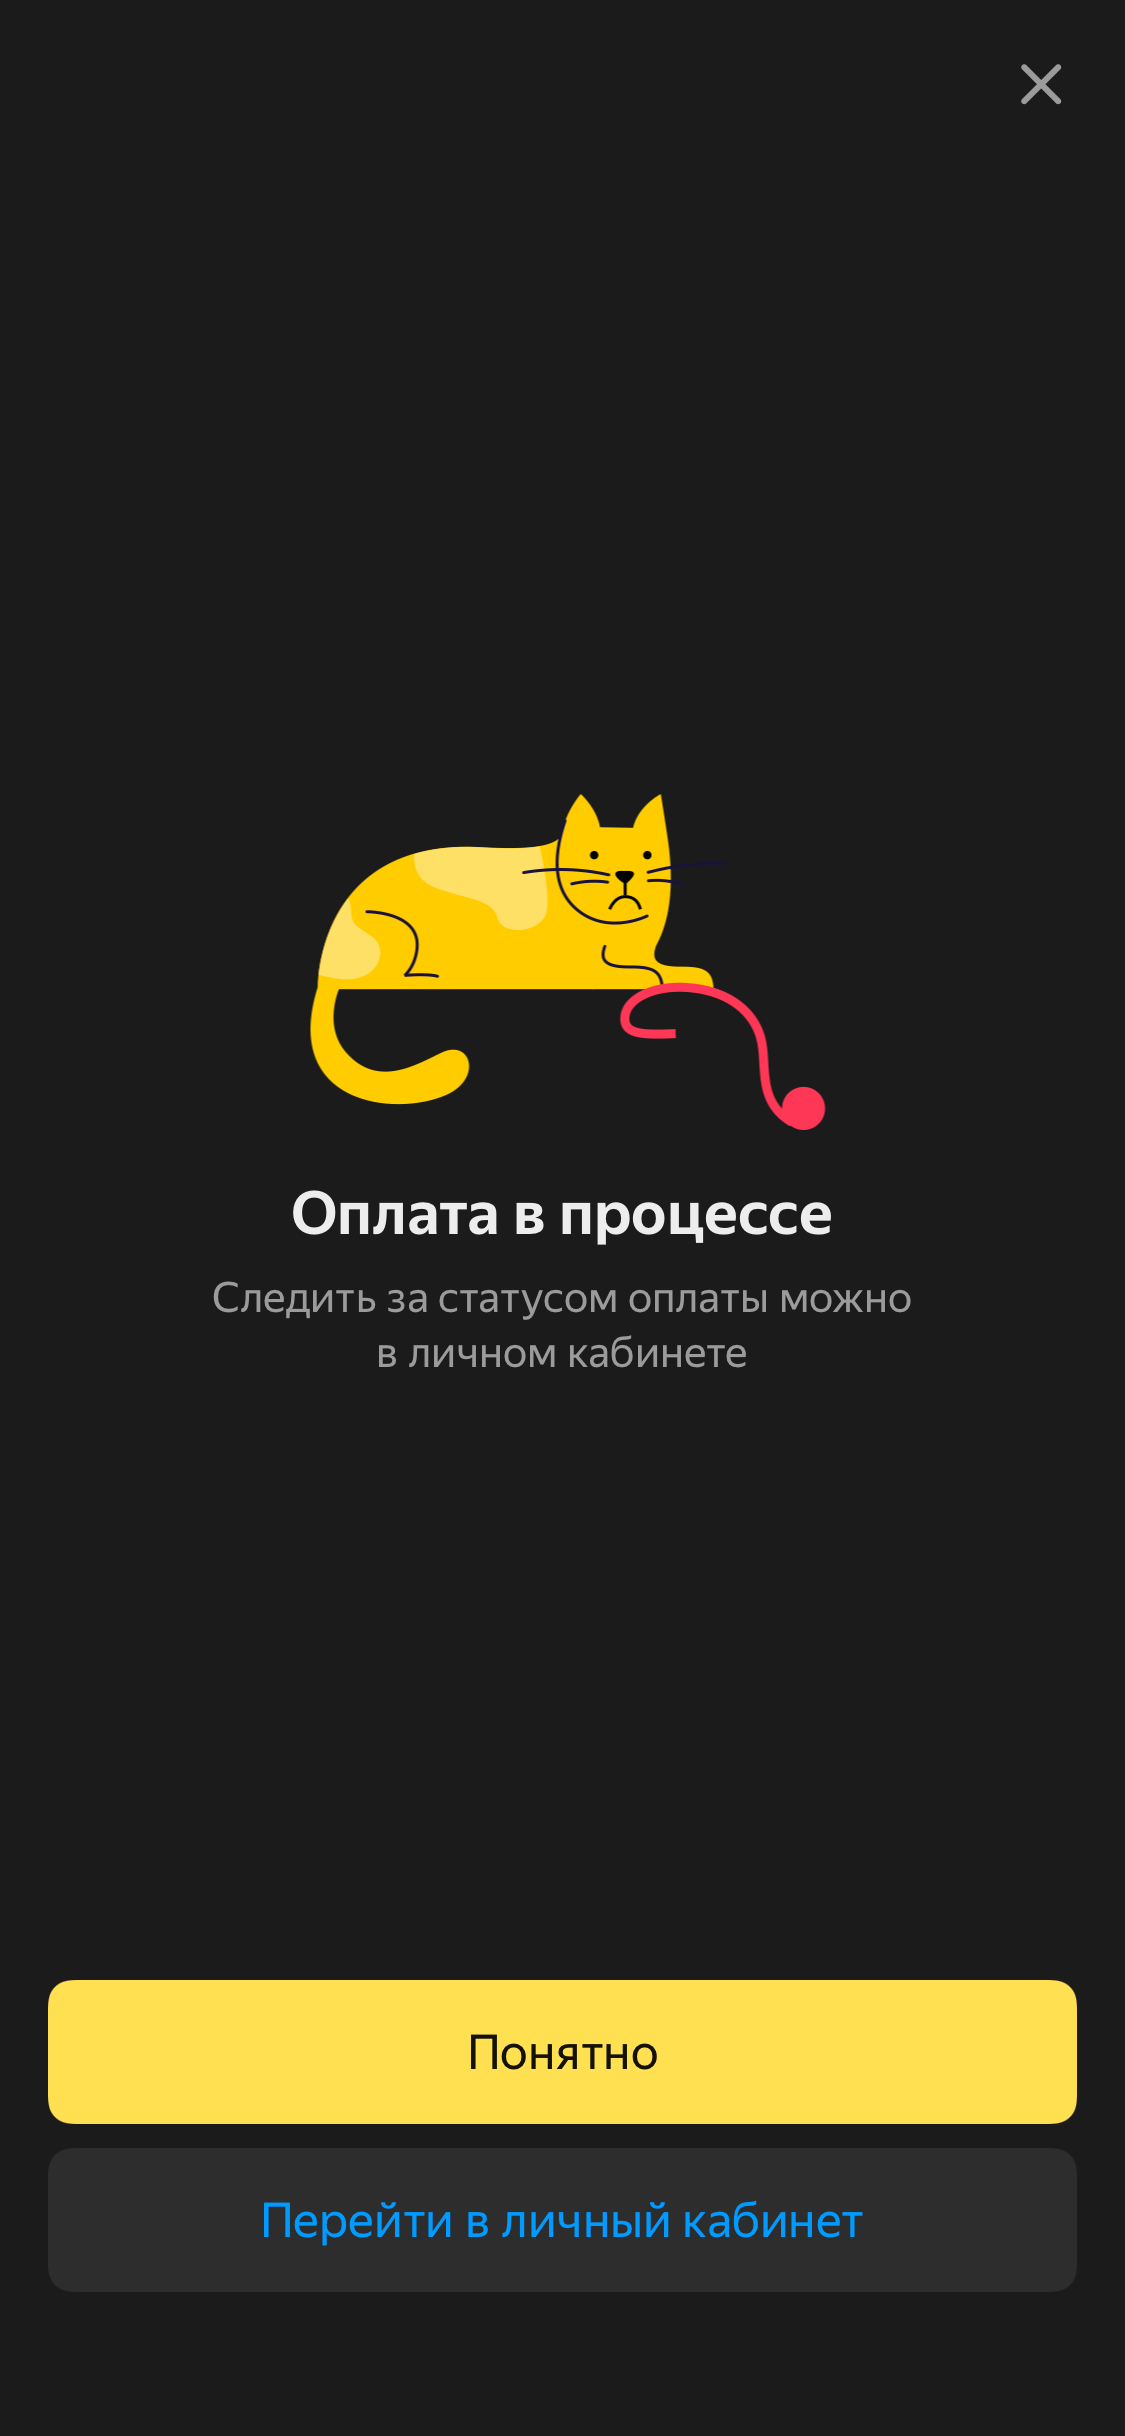 Оплата в процессе
Следить за статусом оплаты можно
в личном кабинете
Понятно
Перейти в личный кабинет